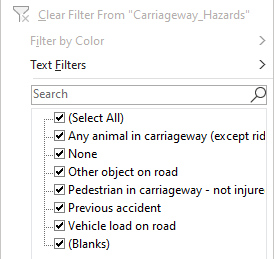 Clear Filter From "Carriageway_Hazards"
Filter by Color
Text Filters
Search
(Select All)
Any animal in carriageway (except rid
None
Other object on road
Pedestrian in carriageway - not injure
Previous accident
Vehicle load on road
(Blanks)